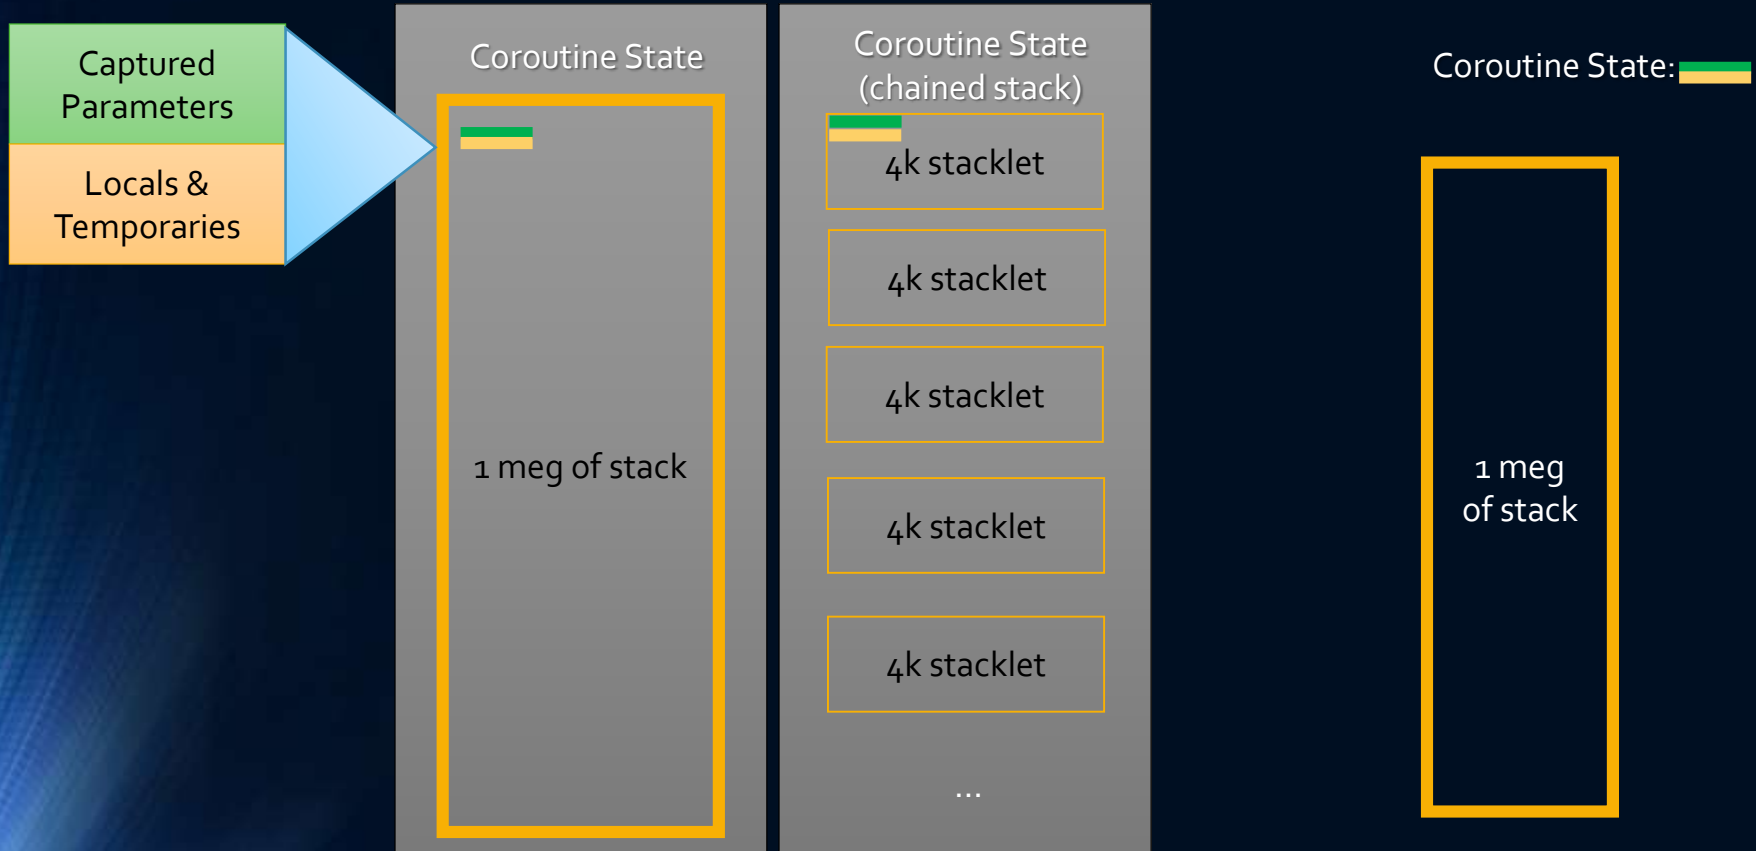 Captured
Parameters
Locals &
Temporaries
Coroutine State
1 meg of stack
Coroutine State
(chained stack)
4k stacklet
4k stacklet
4k stacklet
4k stacklet
4k stacklet
...
Coroutine State:
1 meg
of stack